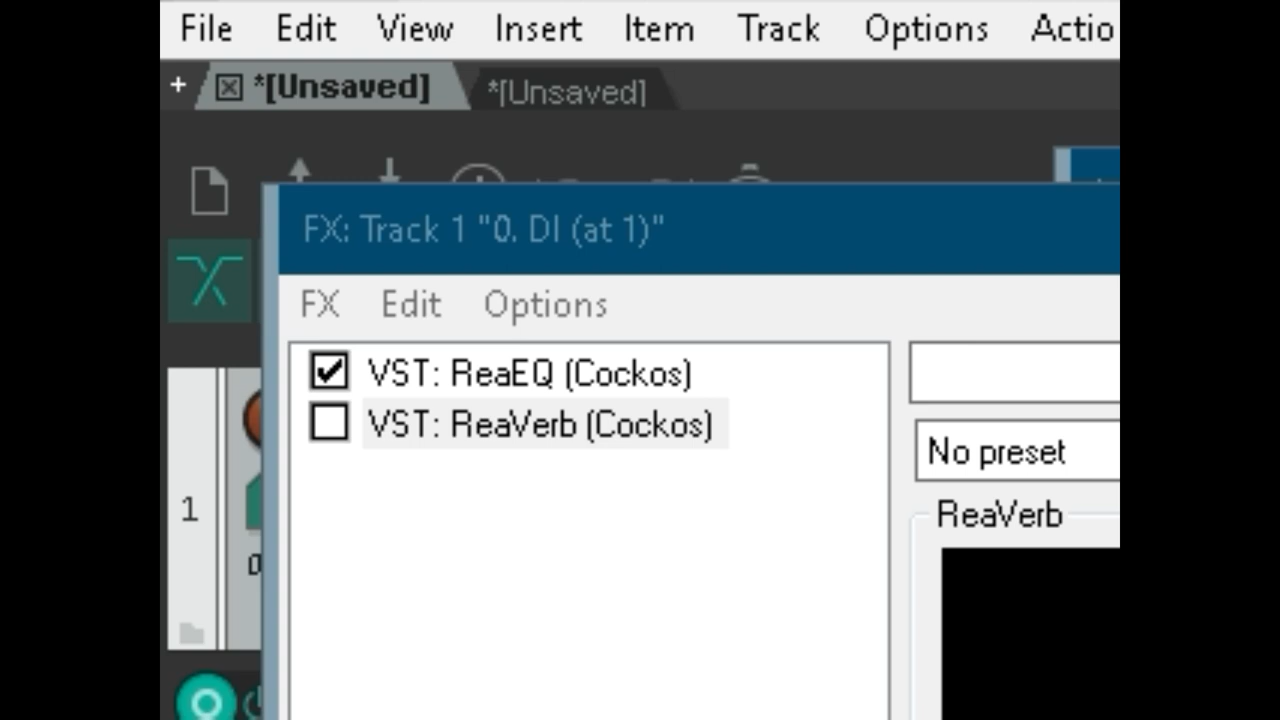 File Edit View Insert Item Track Options Actio
+ *[Unsaved] *[Unsaved]
FX: Track 1 "0. DI (at 1)"
FX Edit Options
VST: ReaEQ (Cockos)
VST: ReaVerb (Cockos)
No preset
1
ReaVerb
0